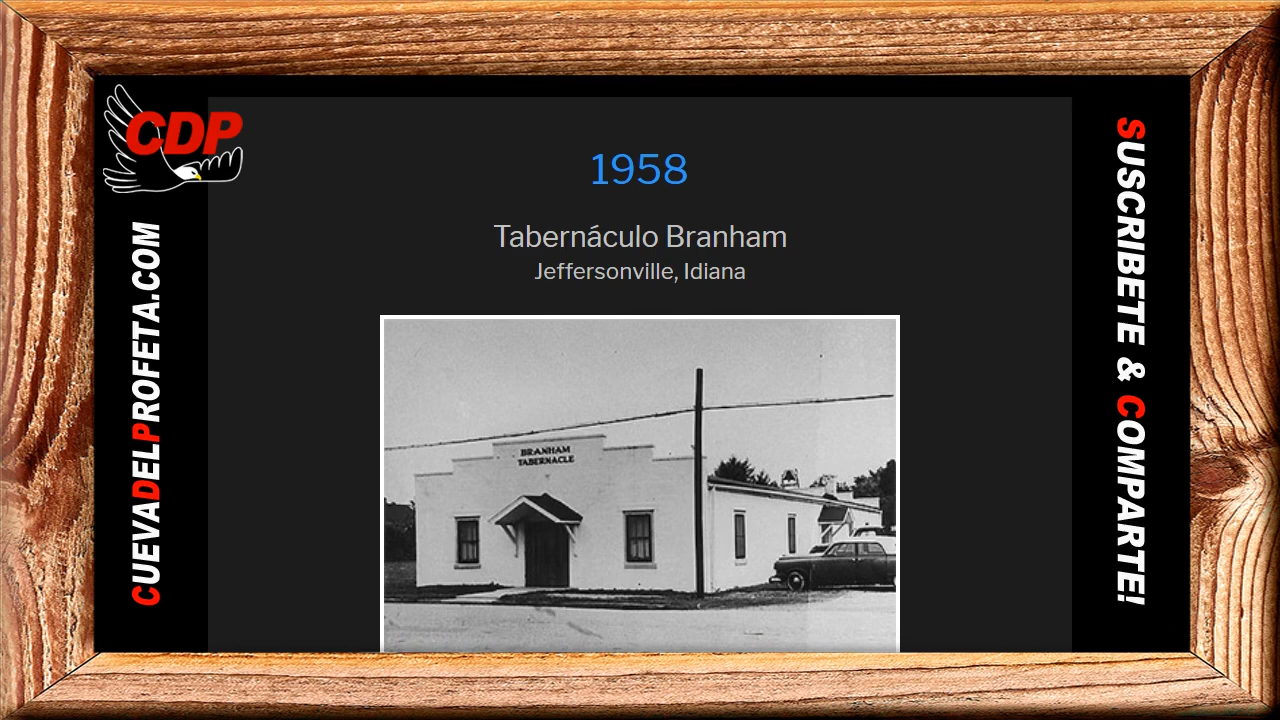 CDP
1958
Tabernáculo Branham
Jeffersonville, Idiana
BRANHAM
TABERNACLE
CUEVADELPROFETA.COM
SUSCRIBETE & COMPARTE!